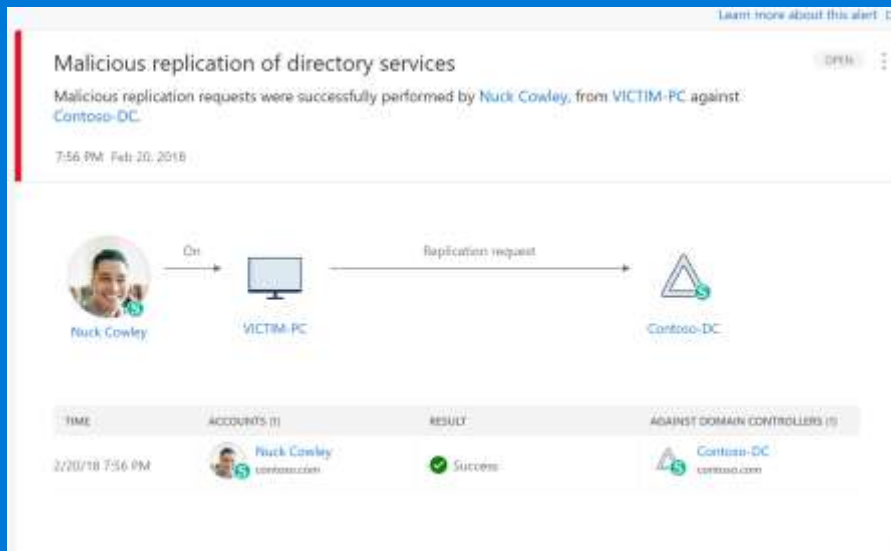 Learn more about this alert
Malicious replication of directory services
OPEN
Malicious replication requests were successfully performed by Nuck Cowley, from VICTIM-PC against
Contoso-DC.
7:56 PM Feb 20, 2018
On
Replication request
Nuck Cowley
VICTIM-PC
Contoso-DC
TIME ACCOUNTS (1) RESULT AGAINST DOMAIN CONTROLLERS (1)
2/20/18 7:56 PM Nuck Cowley Success Contoso-DC
contoso.com contoso.com